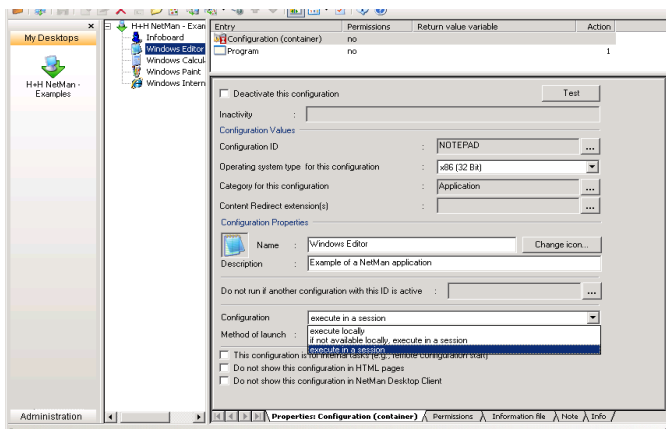 My Desktops
H+H NetMan -
Examples
Administration
H+H NetMan - Exan
Infoboard
Windows Editor
Windows Calcul
Windows Paint
Windows Intern
Entry Permissions Return value variable Action
Configuration (container) no
Program no 1
Deactivate this configuration Test
Inactivity :
Configuration Values
Configuration ID : NOTEPAD ...
Operating system type for this configuration : x86 (32 Bit)
Category for this configuration : Application ...
Content Redirect extension(s) : ...
Configuration Properties
Name : Windows Editor Change icon...
Description : Example of a NetMan application
Do not run if another configuration with this ID is active : ...
Configuration : execute in a session
Method of launch :
execute locally
if not available locally, execute in a session
execute in a session
This configuration is for internal tasks (e.g., remote configuration start)
Do not show this configuration in HTML pages
Do not show this configuration in NetMan Desktop Client
Properties: Configuration (container) Permissions Information file Note Info